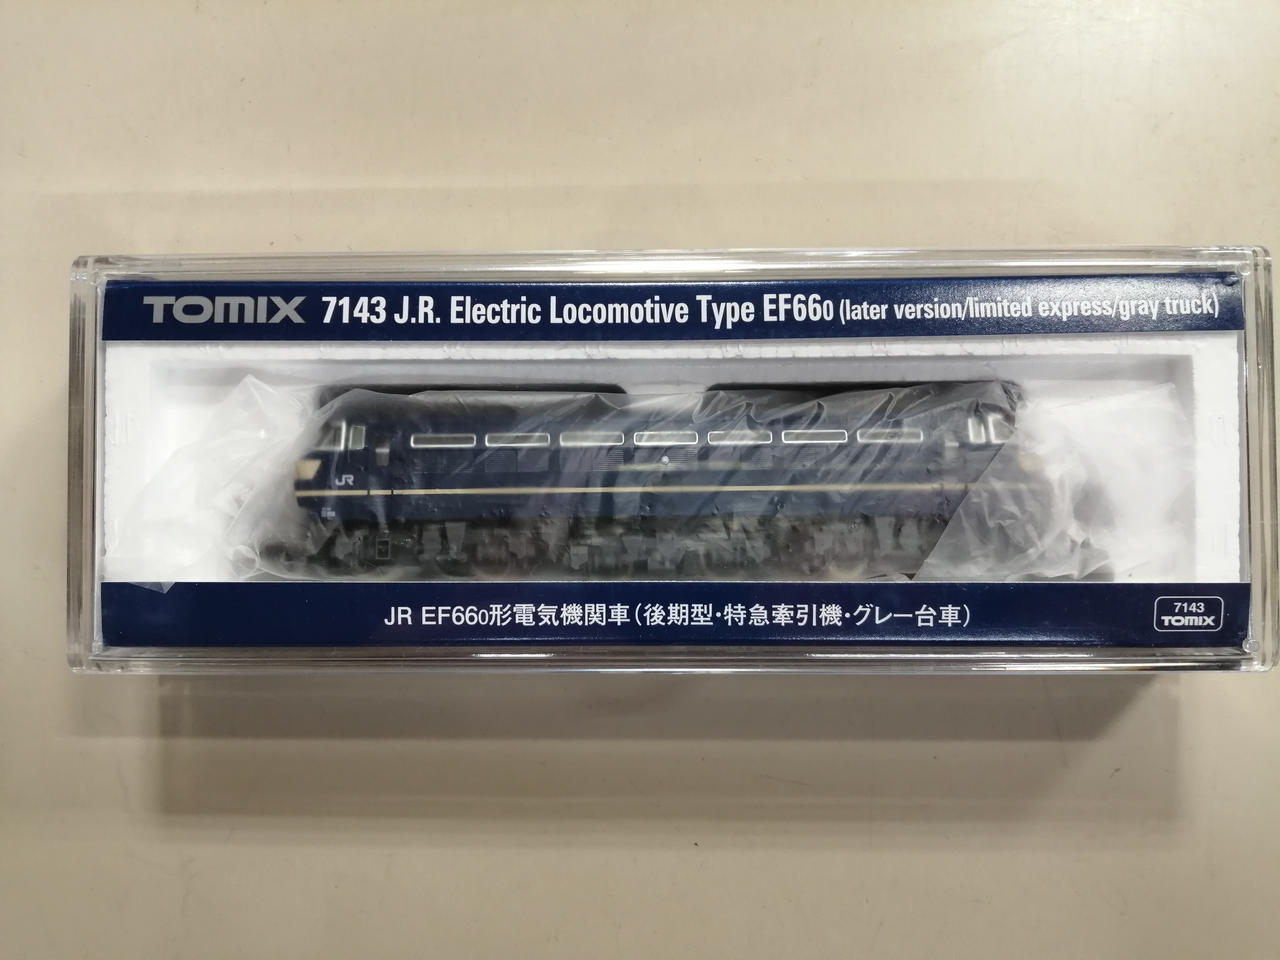 TOMIX 7143 J.R. Electric Locomotive Type EF660 (later version/limited express/gray truck)
JR
JR EF660形電気機関車(後期型・特急牽引機・グレー台車)
7143
TOMIX